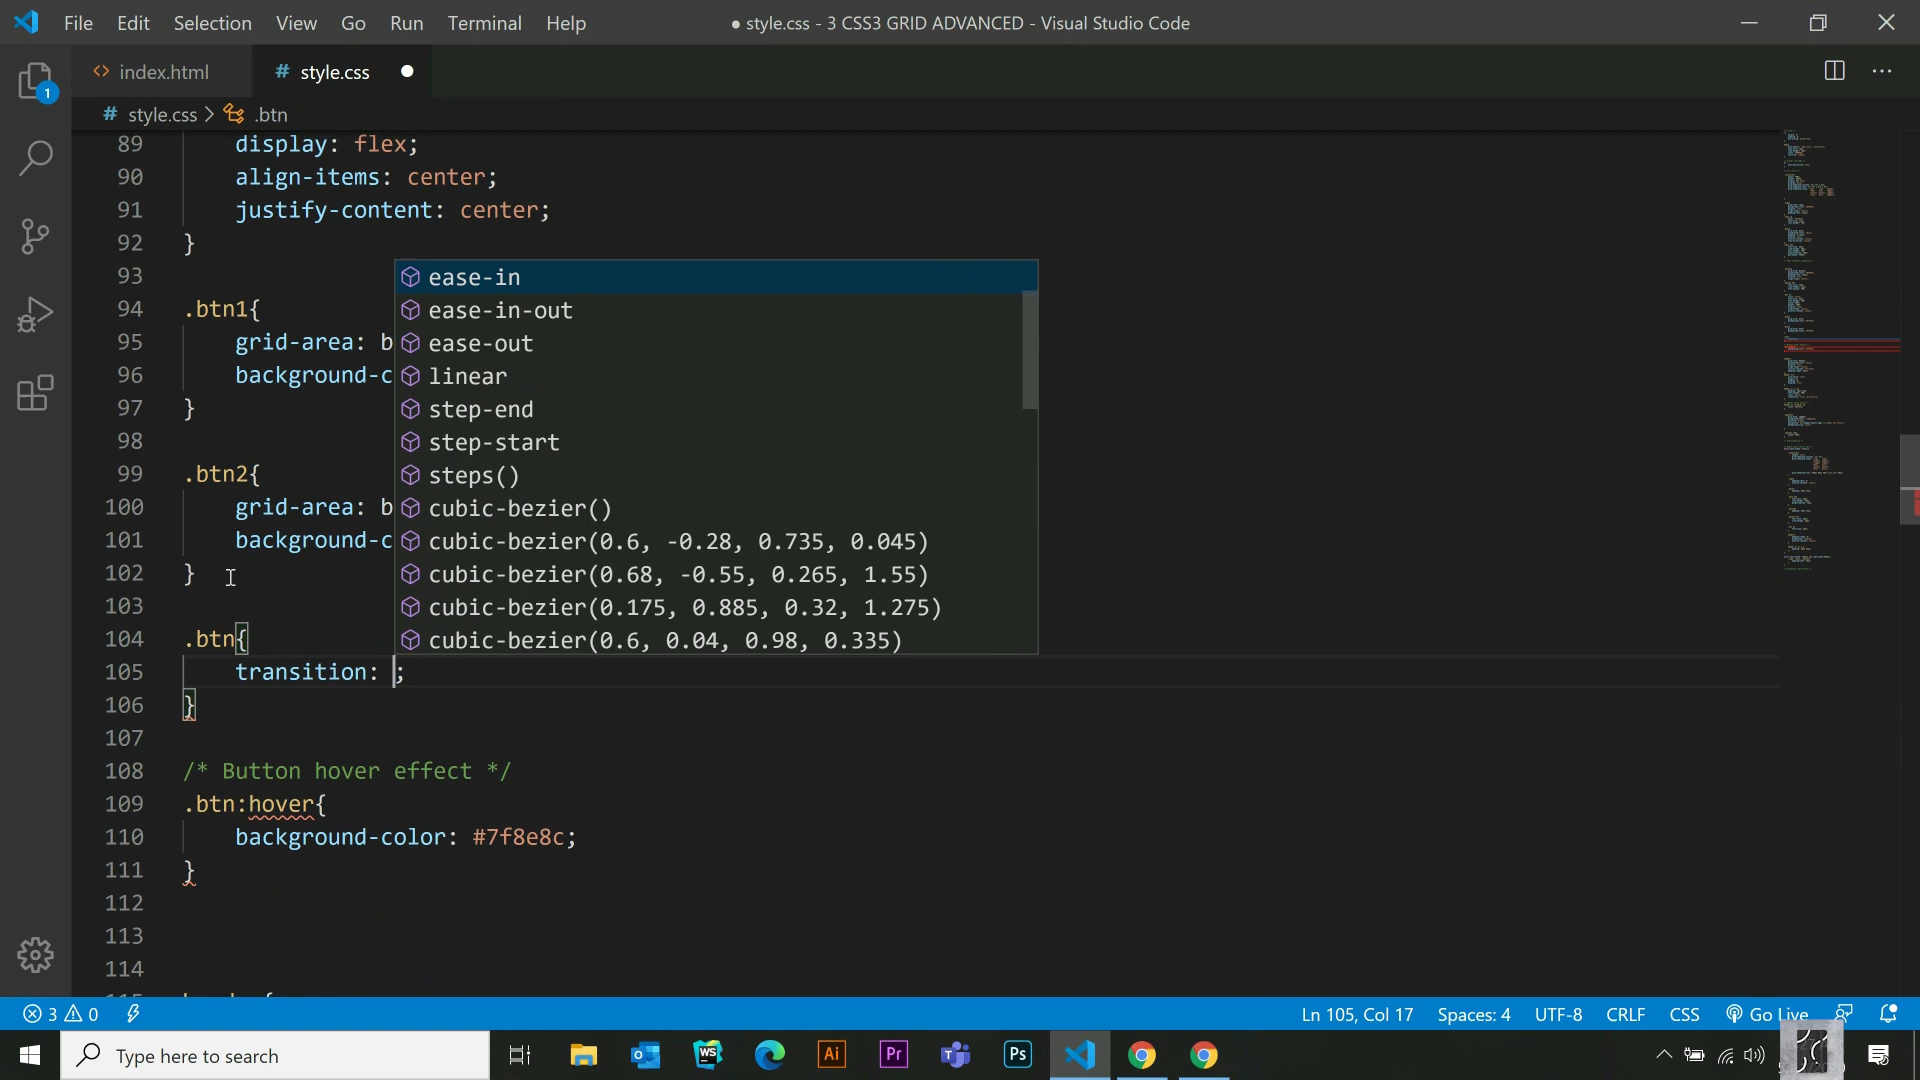 File Edit Selection View Go Run Terminal Help
● style.css - 3 CSS3 GRID ADVANCED - Visual Studio Code
1
<> index.html
# style.css ●
# style.css > .btn
89 display: flex;
90 align-items: center;
91 justify-content: center;
92 }
93
94 .btn1{
95 grid-area: b
96 background-c
97 }
98
99 .btn2{
100 grid-area: b
101 background-c
102 }
103
104 .btn{
105 transition: ;
106 }
107
108 /* Button hover effect */
109 .btn:hover{
110 background-color: #7f8e8c;
111 }
112
113
114
ease-in
ease-in-out
ease-out
linear
step-end
step-start
steps()
cubic-bezier()
cubic-bezier(0.6, -0.28, 0.735, 0.045)
cubic-bezier(0.68, -0.55, 0.265, 1.55)
cubic-bezier(0.175, 0.885, 0.32, 1.275)
cubic-bezier(0.6, 0.04, 0.98, 0.335)
3 0
Ln 105, Col 17 Spaces: 4 UTF-8 CRLF CSS Go Live
Type here to search
WS
Ai
Pr
T
Ps